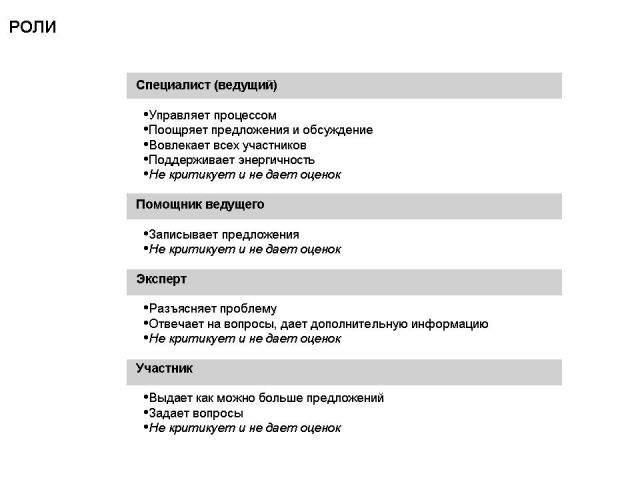 РОЛИ
Специалист (ведущий)
•Управляет процессом
•Поощряет предложения и обсуждение
•Вовлекает всех участников
•Поддерживает энергичность
•Не критикует и не дает оценок
Помощник ведущего
•Записывает предложения
•Не критикует и не дает оценок
Эксперт
•Разъясняет проблему
•Отвечает на вопросы, дает дополнительную информацию
•Не критикует и не дает оценок
Участник
•Выдает как можно больше предложений
•Задает вопросы
•Не критикует и не дает оценок